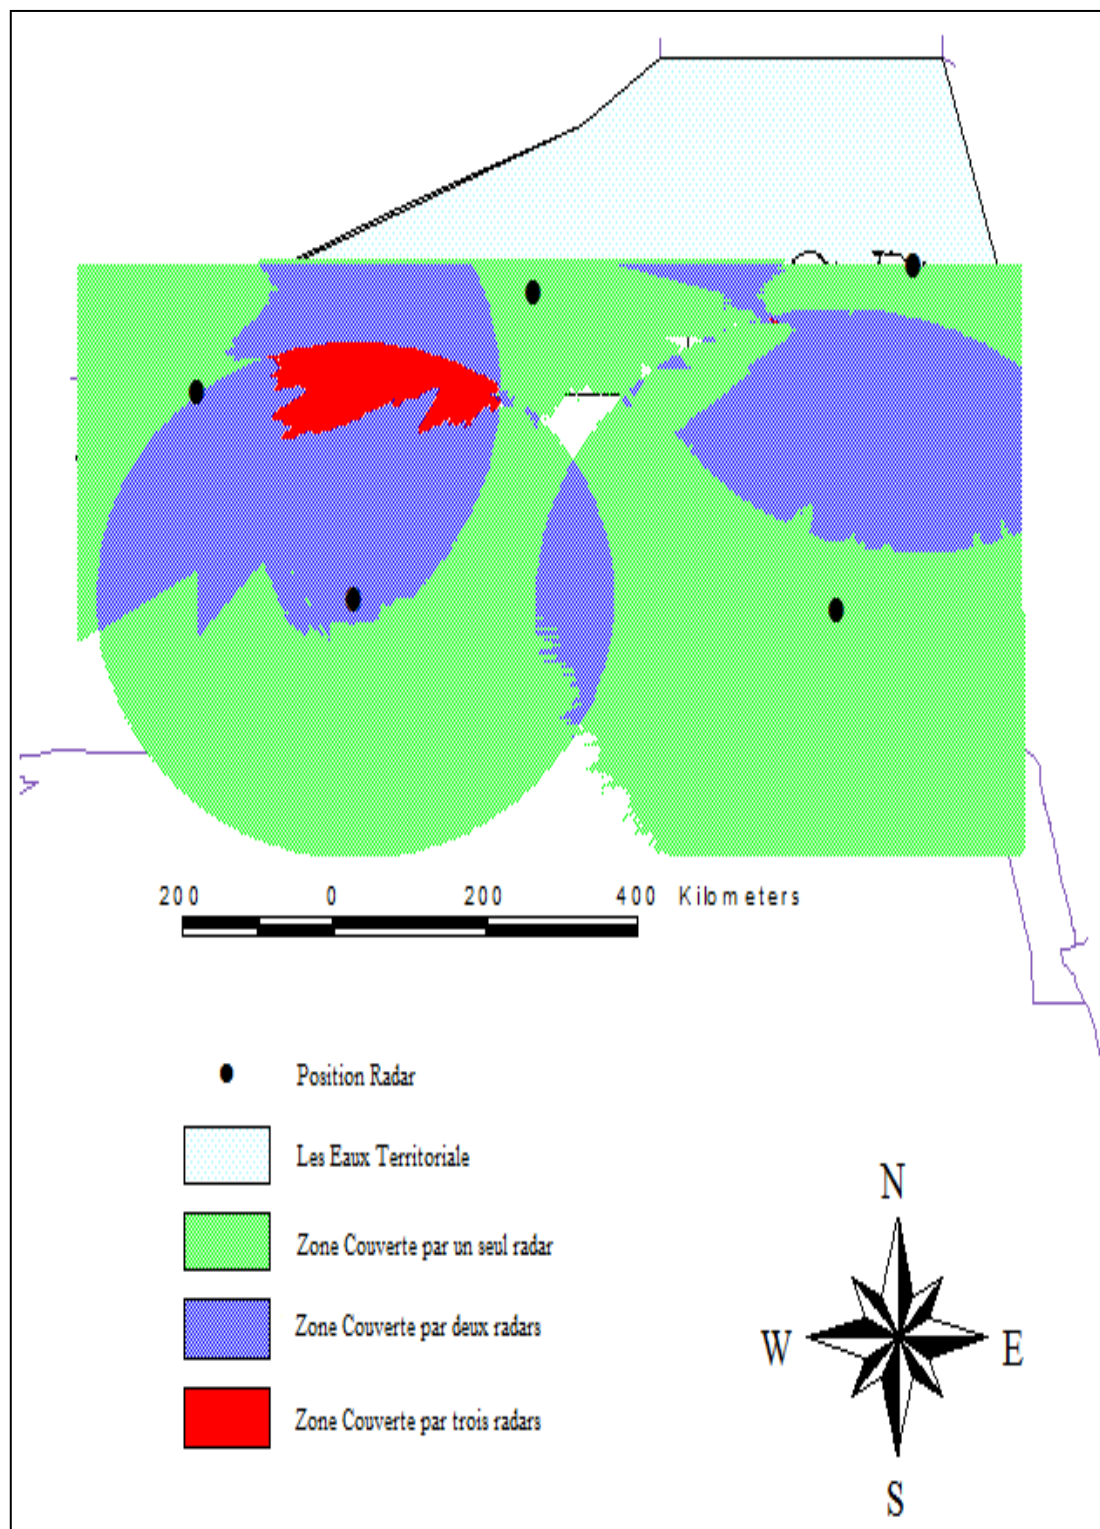 200 0 200 400 Kilometers
Position Radar
Les Eaux Territoriale
Zone Couverte par un seul radar
Zone Couverte par deux radars
Zone Couverte par trois radars
N
W E
S